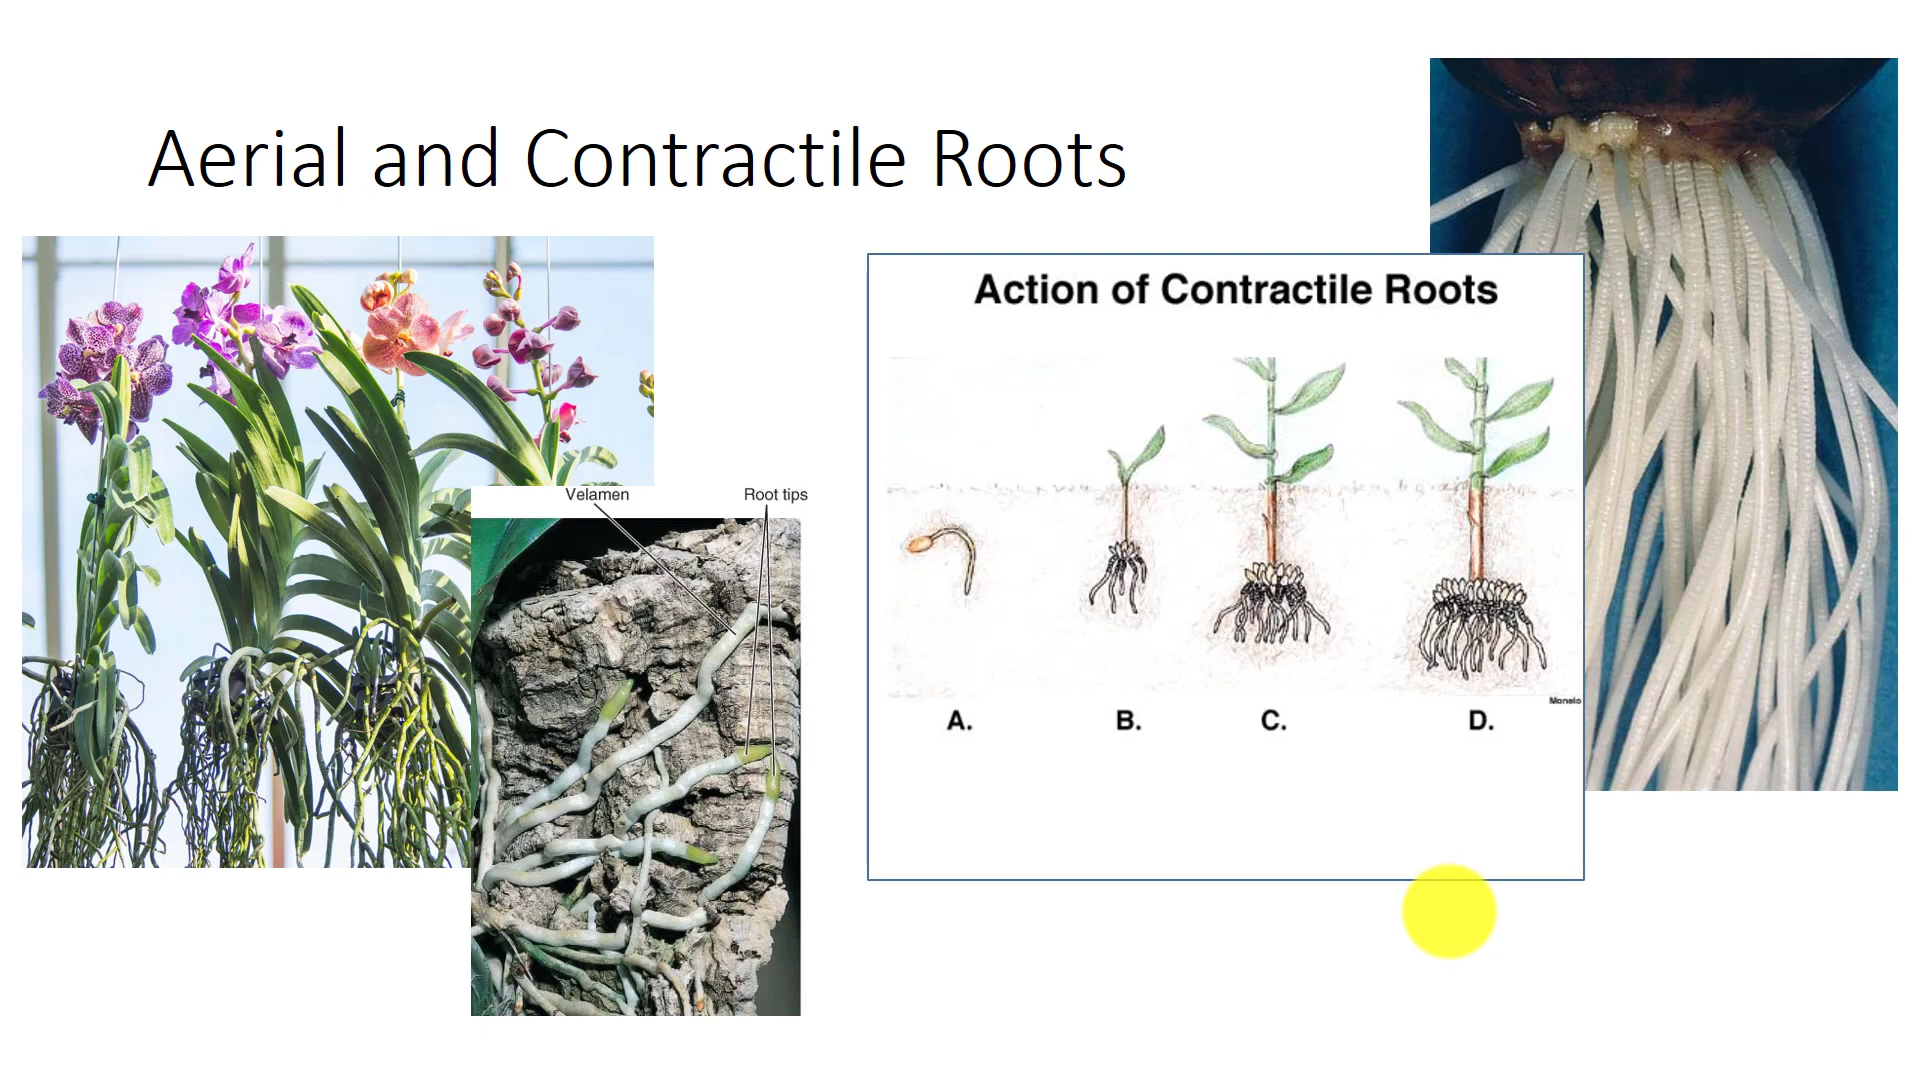 Aerial and Contractile Roots
Velamen
Root tips
Action of Contractile Roots
A.
B.
C.
D.